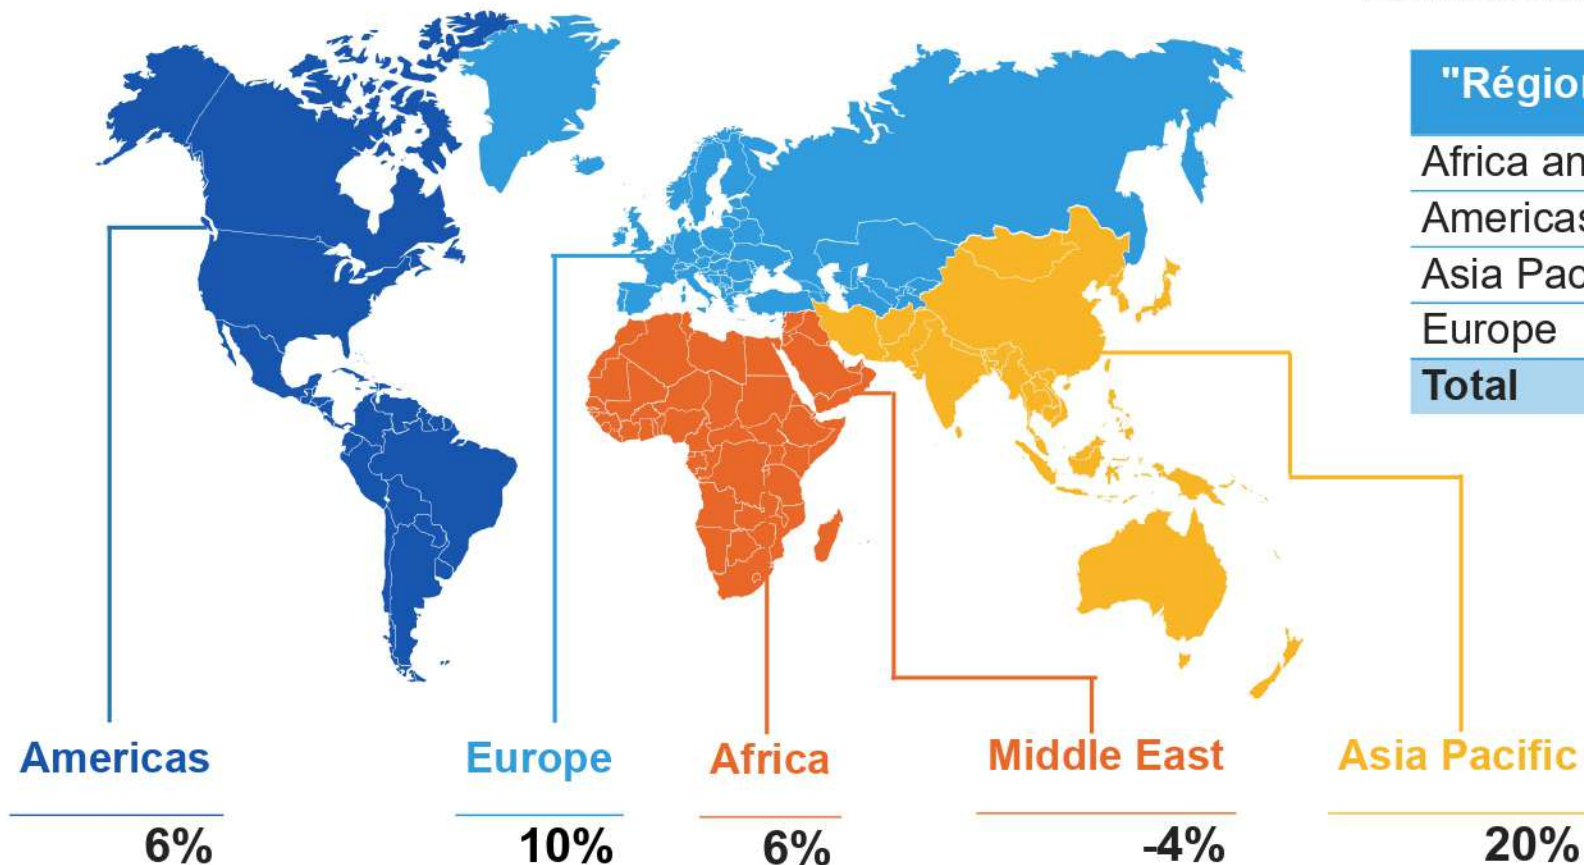 "Régio
Africa an
Americas
Asia Pac
Europe
Total
Americas
Europe
Africa
Middle East
Asia Pacific
6%
10%
6%
-4%
20%